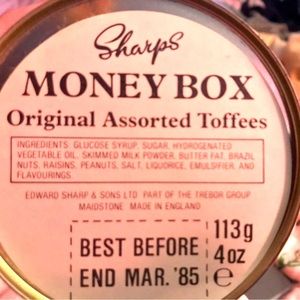 Sharps
MONEY BOX
Original Assorted Toffees
INGREDIENTS: GLUCOSE SYRUP, SUGAR, HYDROGENATED
VEGETABLE OIL, SKIMMED MILK POWDER, BUTTER FAT, BRAZIL
NUTS, RAISINS, PEANUTS, SALT, LIQUORICE, EMULSIFIER, AND
FLAVOURINGS.
EDWARD SHARP & SONS LTD PART OF THE TREBOR GROUP
MAIDSTONE. MADE IN ENGLAND
BEST BEFORE
END MAR. '85
113g
4oz
e